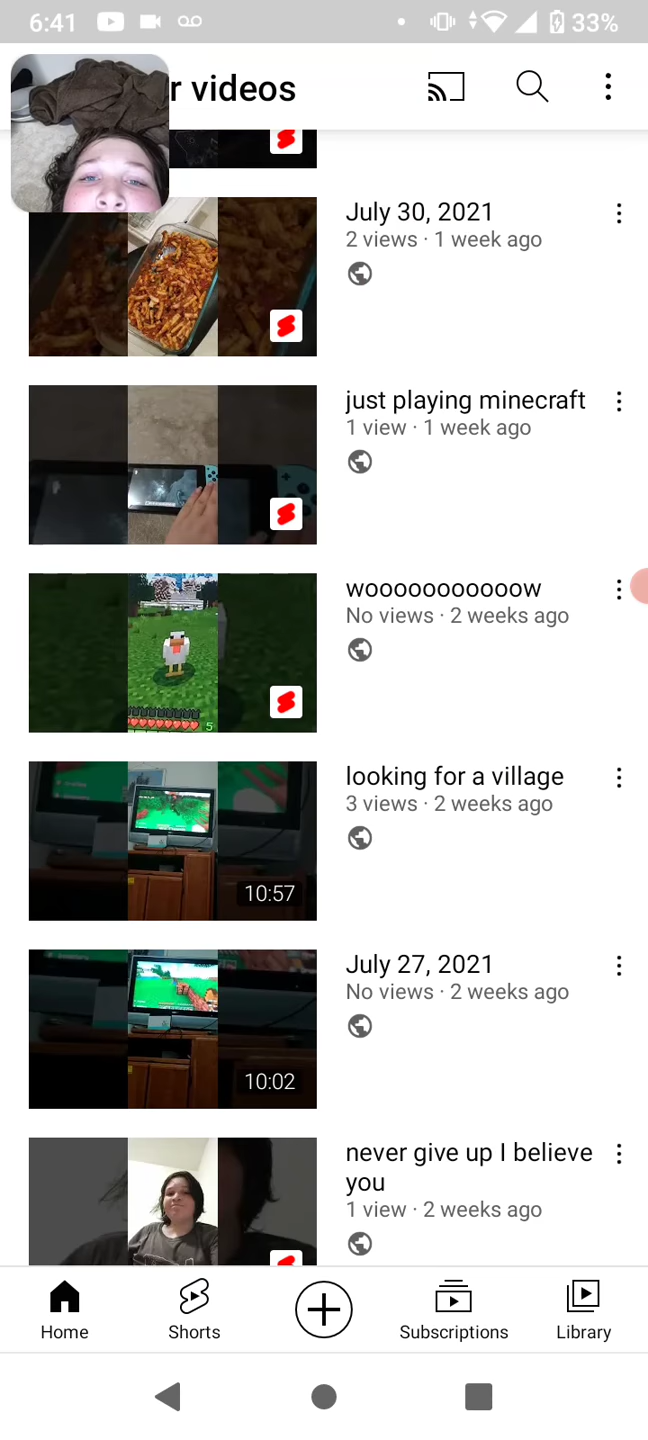 6:41
33%
r videos
July 30, 2021
2 views · 1 week ago
just playing minecraft
1 view · 1 week ago
wooooooooooow
No views · 2 weeks ago
5
looking for a village
3 views · 2 weeks ago
10:57
July 27, 2021
No views · 2 weeks ago
10:02
never give up I believe
you
1 view · 2 weeks ago
Home
Shorts
Subscriptions
Library